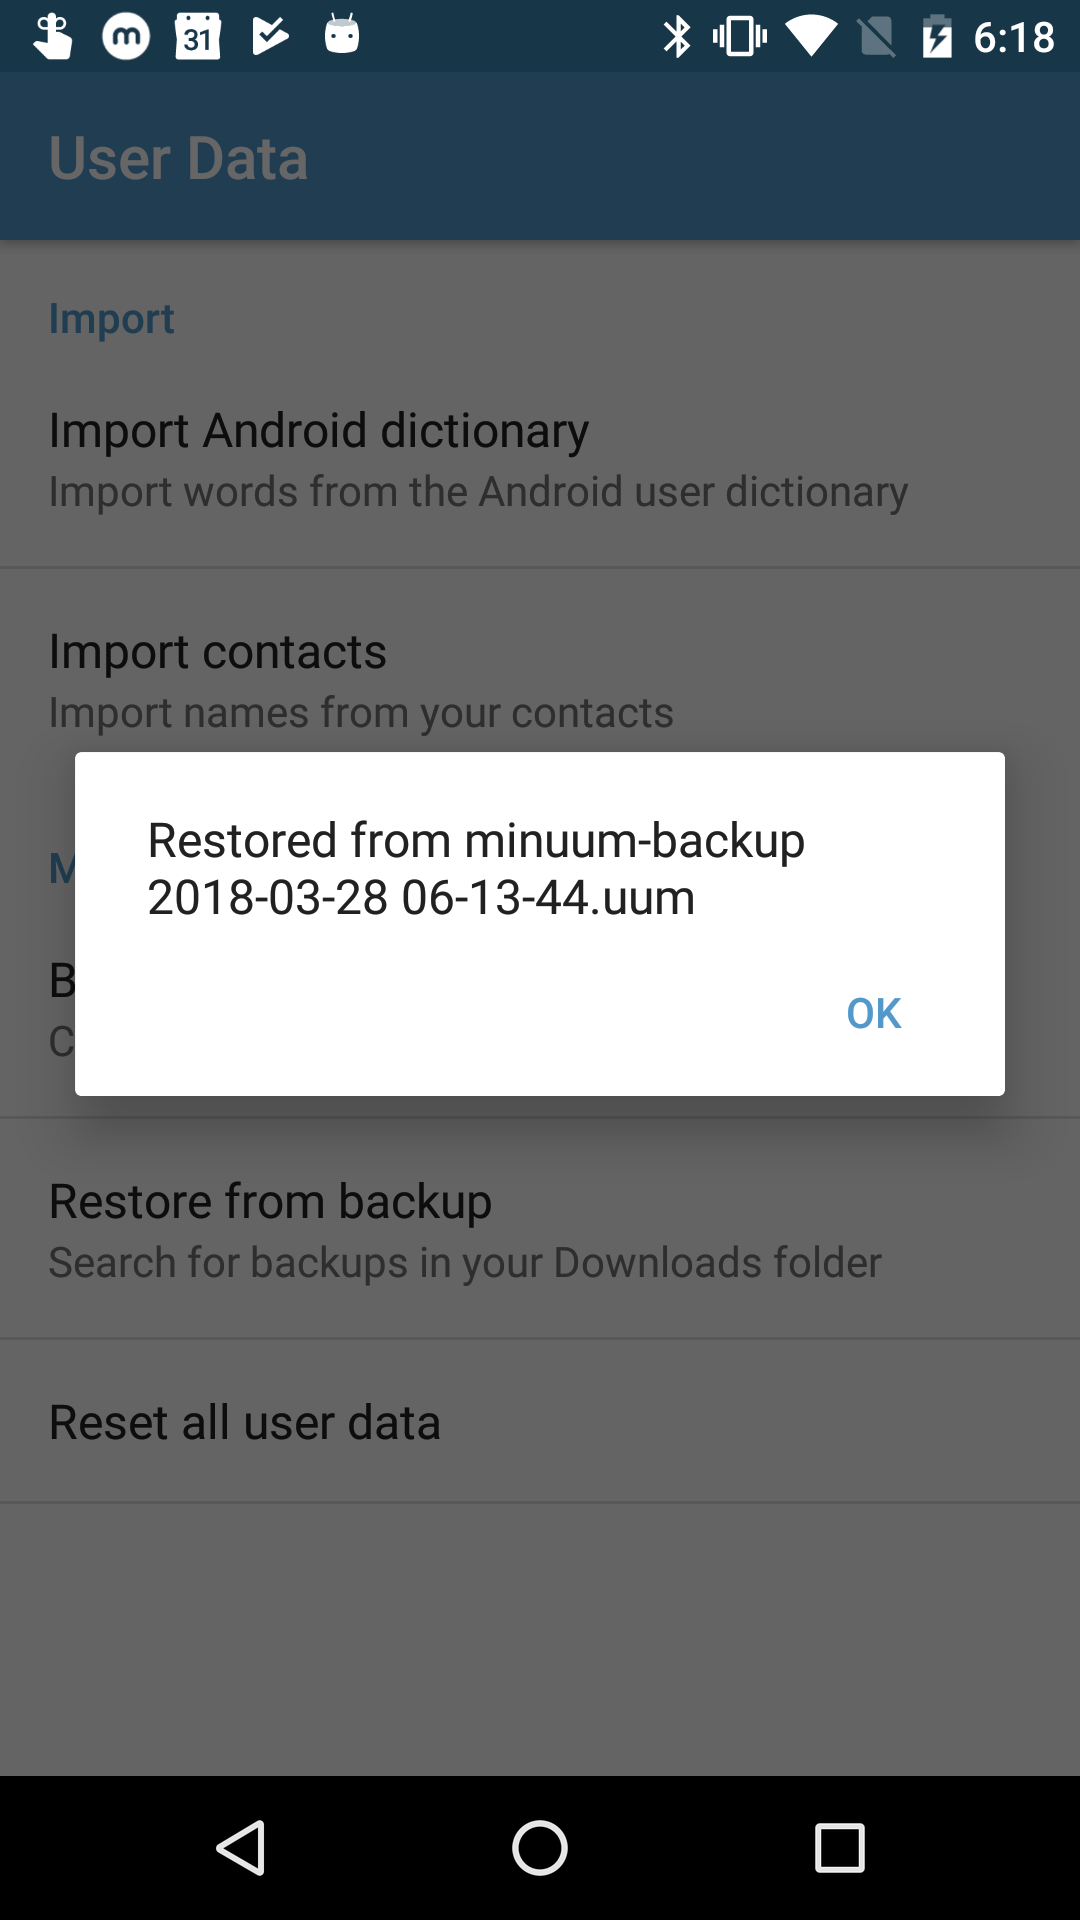 31
6:18
User Data
Import
Import Android dictionary
Import words from the Android user dictionary
Import contacts
Import names from your contacts
Restored from minuum-backup
2018-03-28 06-13-44.uum
OK
Restore from backup
Search for backups in your Downloads folder
Reset all user data